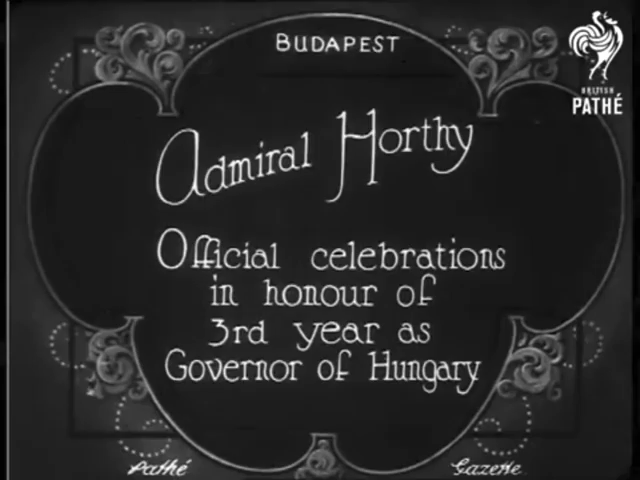 BUDAPEST
BRITISH
PATHÉ
Admiral Horthy
Official celebrations
in honour of
3rd year as
Governor of Hungary
Pathé Gazette